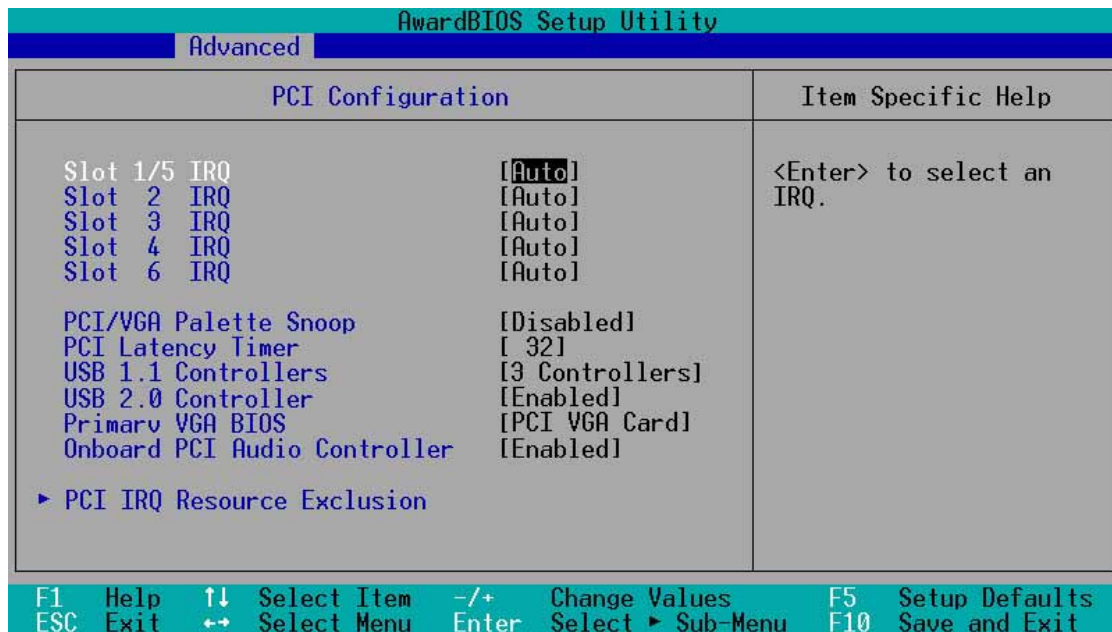 AwardBIOS Setup Utility
Advanced
PCI Configuration
Item Specific Help
Slot 1/5 IRQ [Auto]
Slot 2 IRQ [Auto]
Slot 3 IRQ [Auto]
Slot 4 IRQ [Auto]
Slot 6 IRQ [Auto]
PCI/VGA Palette Snoop [Disabled]
PCI Latency Timer [ 32]
USB 1.1 Controllers [3 Controllers]
USB 2.0 Controller [Enabled]
Primary VGA BIOS [PCI VGA Card]
Onboard PCI Audio Controller [Enabled]
▸ PCI IRQ Resource Exclusion
<Enter> to select an
IRQ.
F1 Help ↑↓ Select Item -/+ Change Values F5 Setup Defaults
ESC Exit ←→ Select Menu Enter Select ▸ Sub-Menu F10 Save and Exit